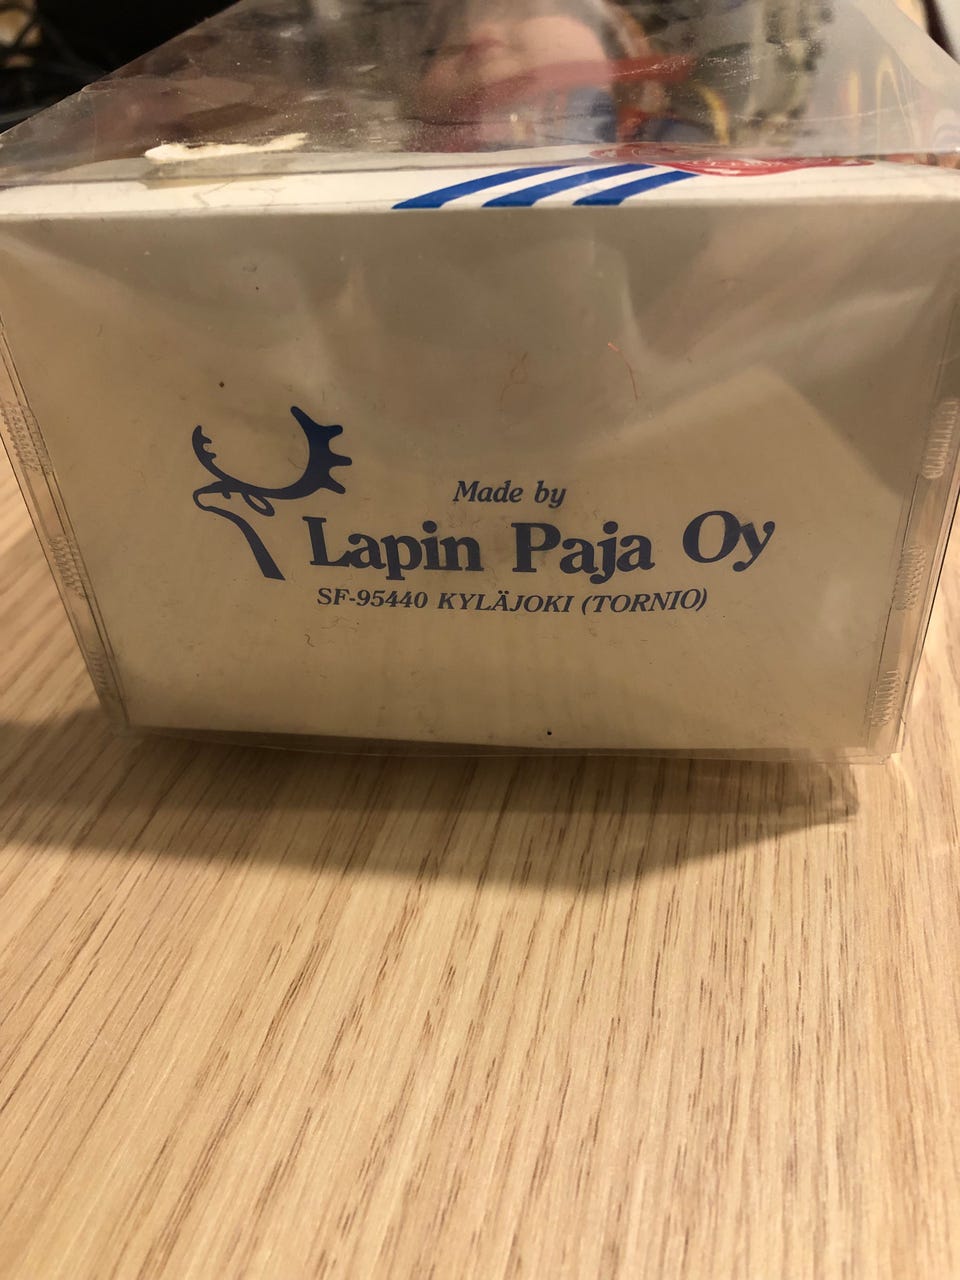 Made by
Lapin Paja Oy
SF-95440 KYLÄJOKI (TORNIO)